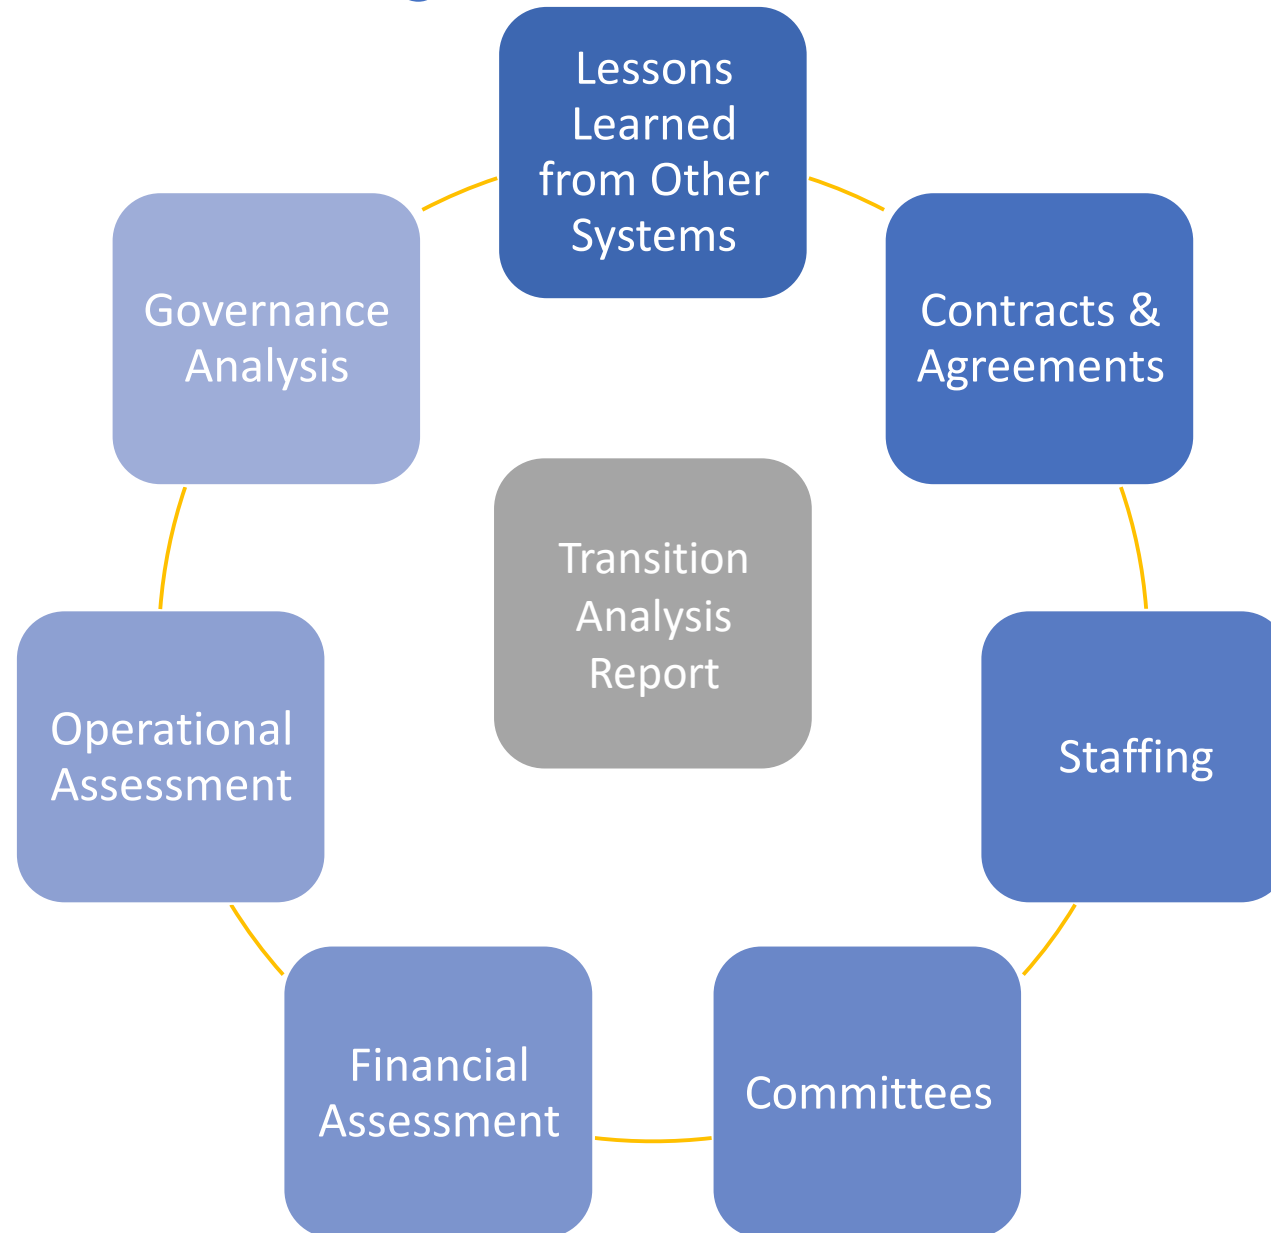 Lessons
Learned
from Other
Systems
Contracts &
Agreements
Staffing
Committees
Financial
Assessment
Operational
Assessment
Governance
Analysis
Transition
Analysis
Report